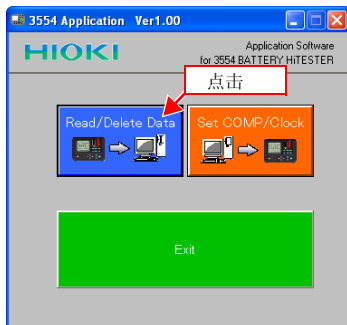 3554 Application Ver1.00
HIOKI
Application Software
for 3554 BATTERY HiTESTER
点击
Read/Delete Data
Set COMP/Clock
Exit